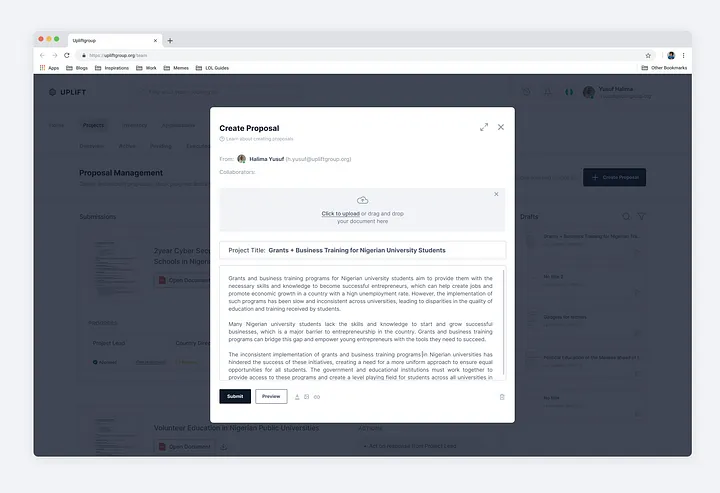 Upliftgroup
https://upliftgroup.org/team
Apps Blogs Inspirations Work Memes LOL Guides Other Bookmarks
UPLIFT
Yusuf Halima
Home Projects
Proposal Management
Create Proposal
Submissions
Drafts
2year Cyber Secu
Schools in Nigeri
Open Document
Project Lead
Country Direc
Volunteer Education in Nigerian Public Universities
Open Document
Create Proposal
Learn about creating proposals
From: Halima Yusuf (h.yusuf@upliftgroup.org)
Collaborators:
Click to upload or drag and drop
your document here
Project Title: Grants + Business Training for Nigerian University Students
Grants and business training programs for Nigerian university students aim to provide them with the
necessary skills and knowledge to become successful entrepreneurs, which can help create jobs and
promote economic growth in a country with a high unemployment rate. However, the implementation of
such programs has been slow and inconsistent across universities, leading to disparities in the quality of
education and training received by students.
Many Nigerian university students lack the skills and knowledge to start and grow successful
businesses, which is a major barrier to entrepreneurship in the country. Grants and business training
programs can bridge this gap and empower young entrepreneurs with the tools they need to succeed.
The inconsistent implementation of grants and business training programs in Nigerian universities has
hindered the success of these initiatives, creating a need for a more uniform approach to ensure equal
opportunities for all students. The government and educational institutions must work together to
provide access to these programs and create a level playing field for students across all universities in
Submit Preview